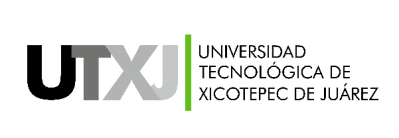 UTXJ
UNIVERSIDAD
TECNOLÓGICA DE
XICOTEPEC DE JUÁREZ